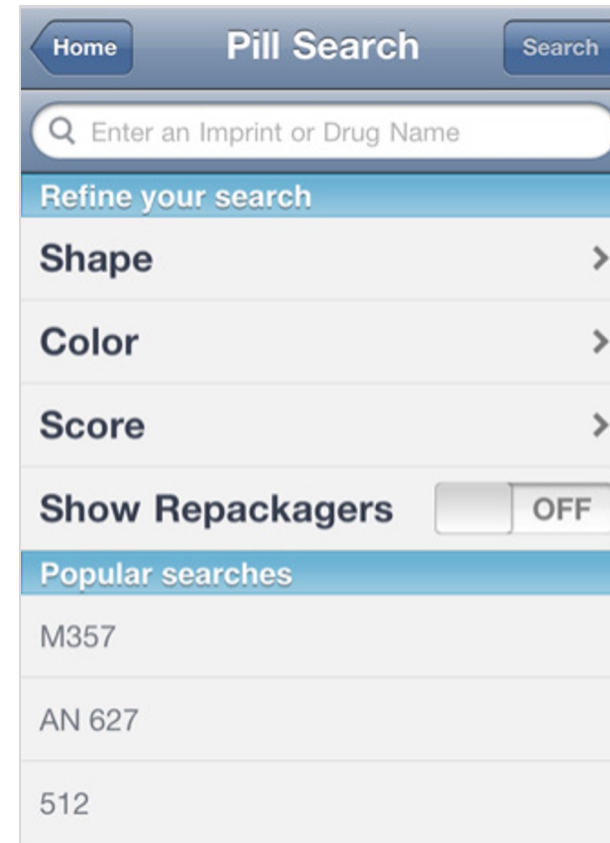 Home Pill Search Search
Enter an Imprint or Drug Name
Refine your search
Shape
Color
Score
Show Repackagers OFF
Popular searches
M357
AN 627
512